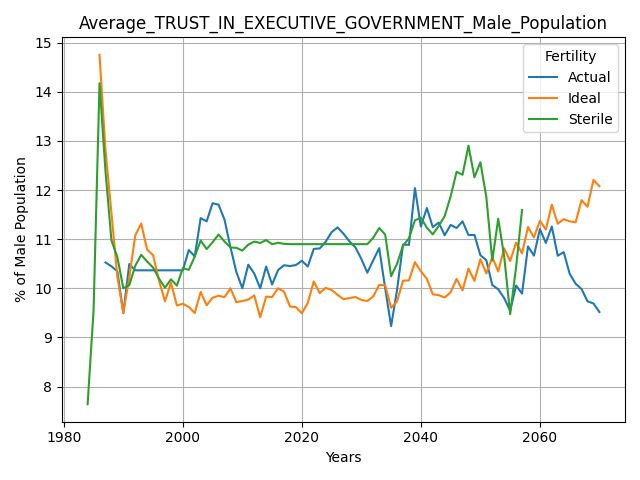 Average_TRUST_IN_EXECUTIVE_GOVERNMENT_Male_Population
Fertility
Actual
Ideal
Sterile
% of Male Population
15
14
13
12
11
10
9
8
1980
2000
2020
2040
2060
Years